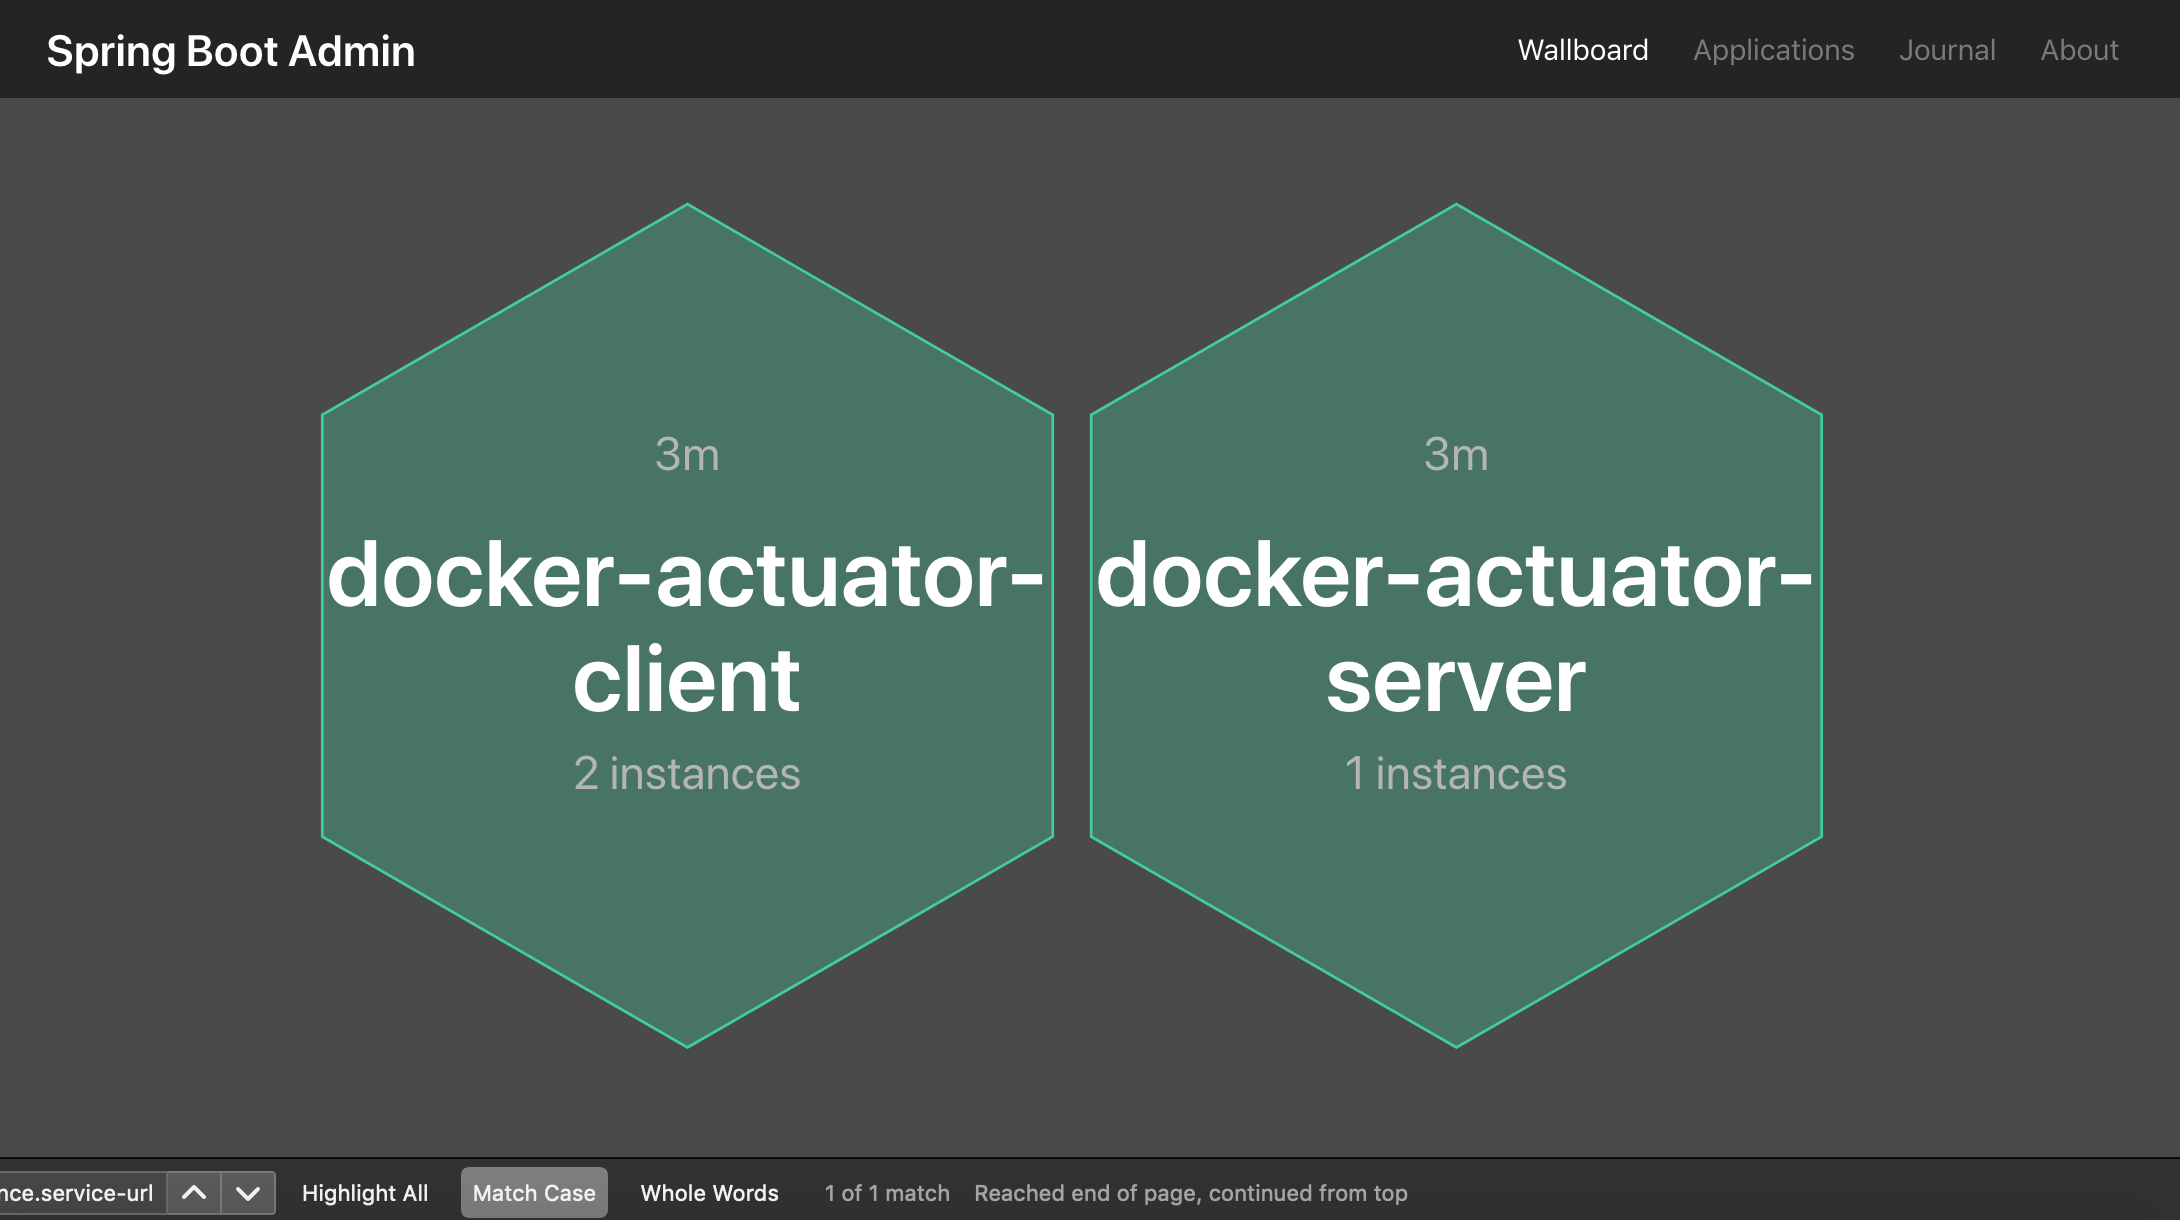 Spring Boot Admin
Wallboard Applications Journal About
3m
docker-actuator-
client
2 instances
3m
docker-actuator-
server
1 instances
nce.service-url Highlight All Match Case Whole Words 1 of 1 match Reached end of page, continued from top